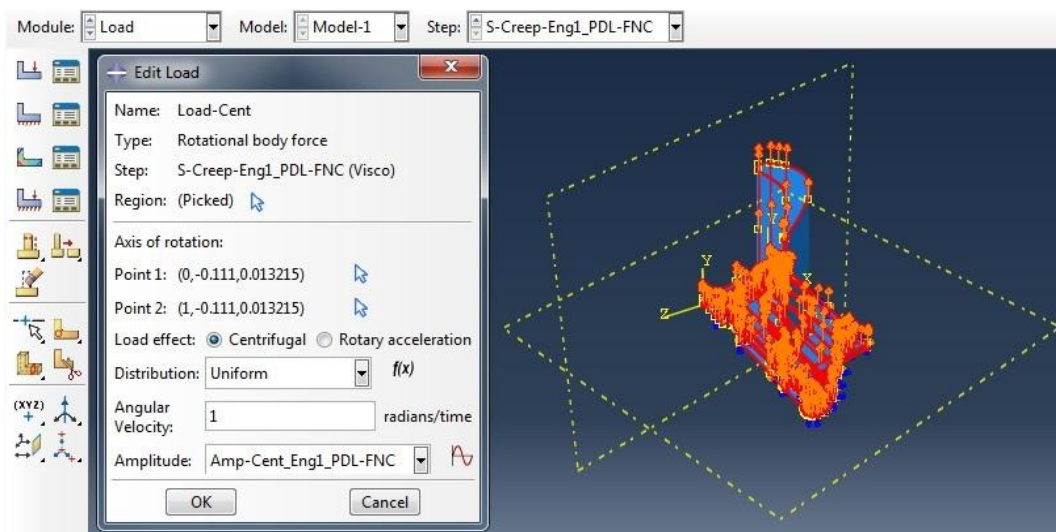 Module: Load Model: Model-1 Step: S-Creep-Eng1_PDL-FNC
Edit Load
Name: Load-Cent
Type: Rotational body force
Step: S-Creep-Eng1_PDL-FNC (Visco)
Region: (Picked)
Axis of rotation:
Point 1: (0,-0.111,0.013215)
Point 2: (1,-0.111,0.013215)
Load effect: Centrifugal Rotary acceleration
Distribution: Uniform f(x)
Angular
Velocity: 1 radians/time
Amplitude: Amp-Cent_Eng1_PDL-FNC
OK Cancel
(XYZ)
Y
Y
X
Z